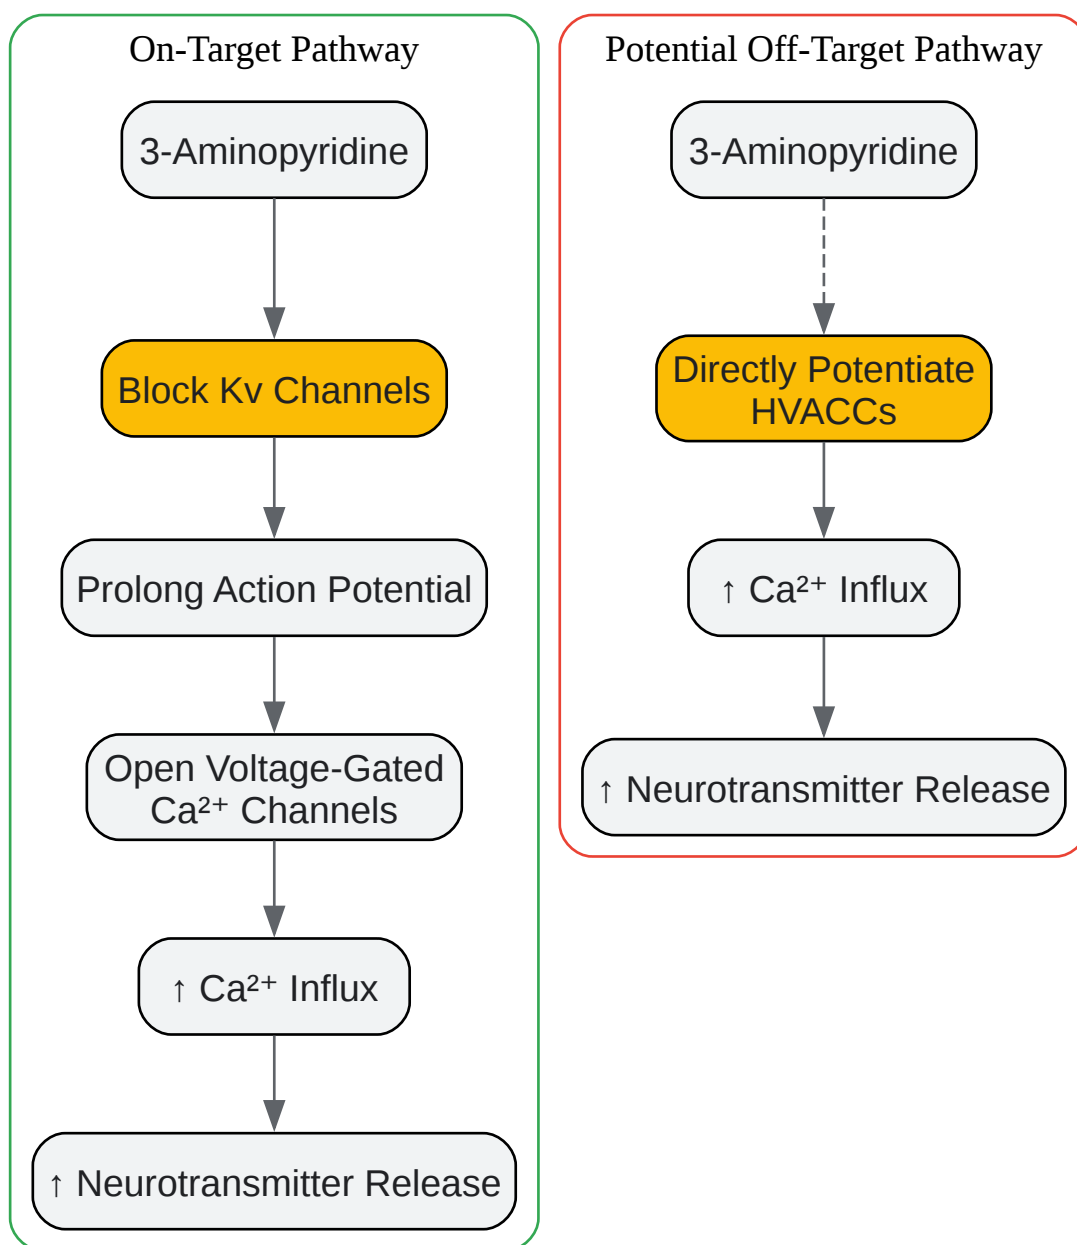 On-Target Pathway
3-Aminopyridine
Block Kv Channels
Prolong Action Potential
Open Voltage-Gated
Ca²⁺ Channels
↑ Ca²⁺ Influx
↑ Neurotransmitter Release
Potential Off-Target Pathway
3-Aminopyridine
Directly Potentiate
HVACCs
↑ Ca²⁺ Influx
↑ Neurotransmitter Release